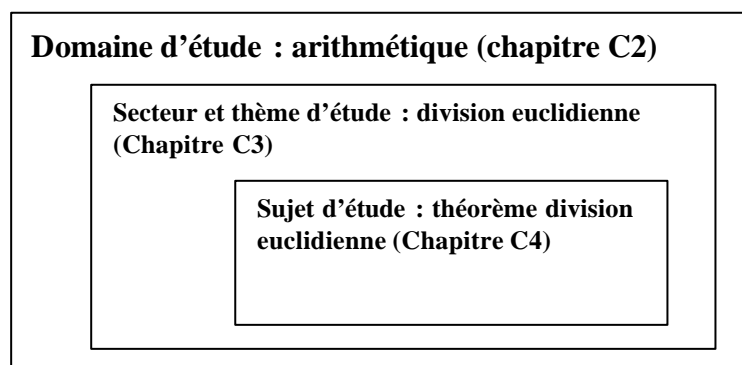 Domaine d’étude : arithmétique (chapitre C2)
Secteur et thème d’étude : division euclidienne
(Chapitre C3)
Sujet d’étude : théorème division
euclidienne (Chapitre C4)